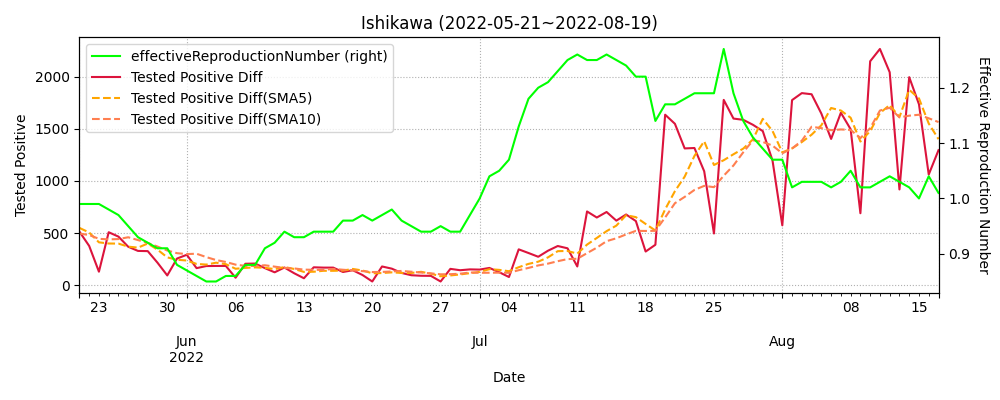 Ishikawa (2022-05-21~2022-08-19)
effectiveReproductionNumber (right)
Tested Positive Diff
Tested Positive Diff(SMA5)
Tested Positive Diff(SMA10)
Tested Positive
2000
1500
1000
500
0
Effective Reproduction Number
1.2
1.1
1.0
0.9
23 30 06 13 20 27 04 11 18 25 08 15
Jun Jul Aug
2022
Date